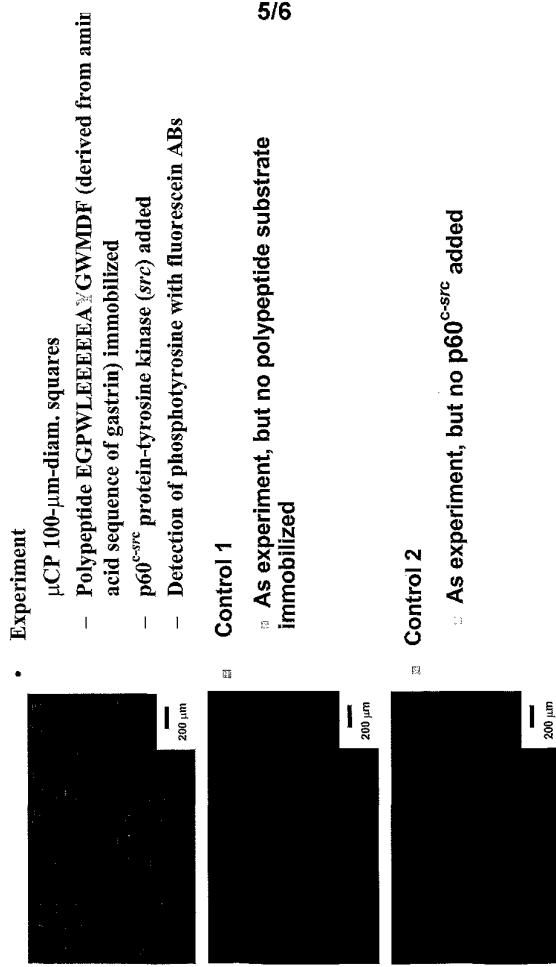 5/6
• Experiment
µCP 100-µm-diam. squares
– Polypeptide EGPWLEEEEEAYGWMDF (derived from amin
acid sequence of gastrin) immobilized
– p60c-src protein-tyrosine kinase (src) added
– Detection of phosphotyrosine with fluorescein ABs
200 µm
Control 1
As experiment, but no polypeptide substrate
immobilized
200 µm
Control 2
As experiment, but no p60c-src added
200 µm